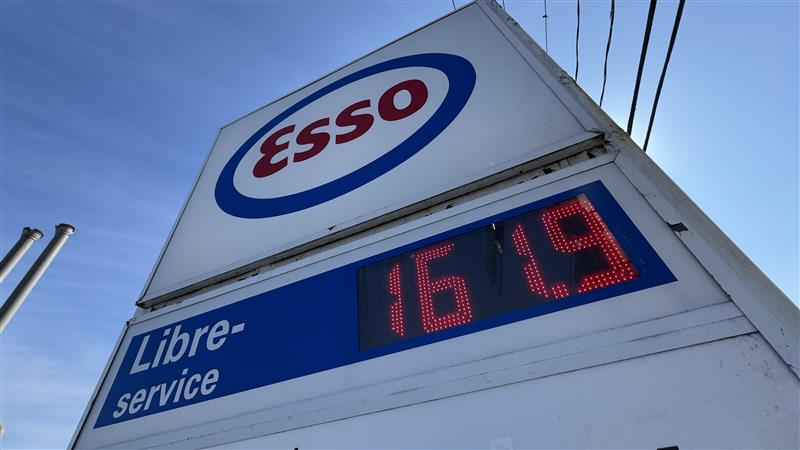 Esso
161.9
Libre-
service